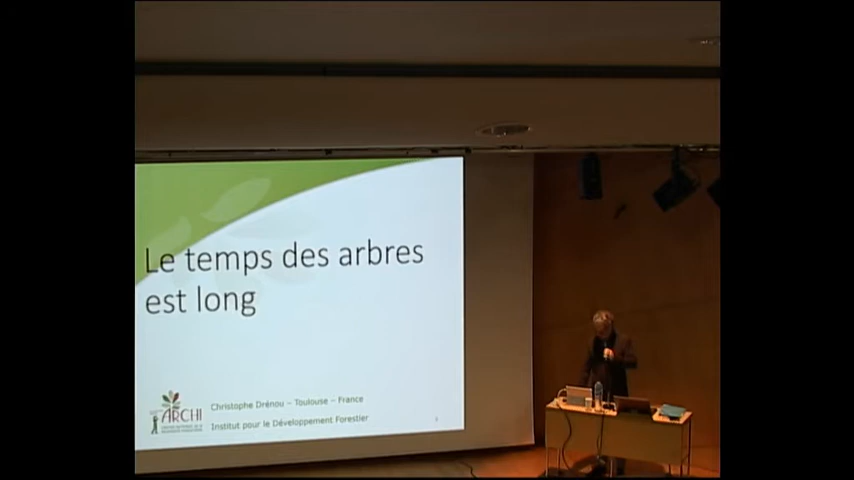 Le temps des arbres
est long
ARCHI
Christophe Drénou – Toulouse – France
Institut pour le Développement Forestier